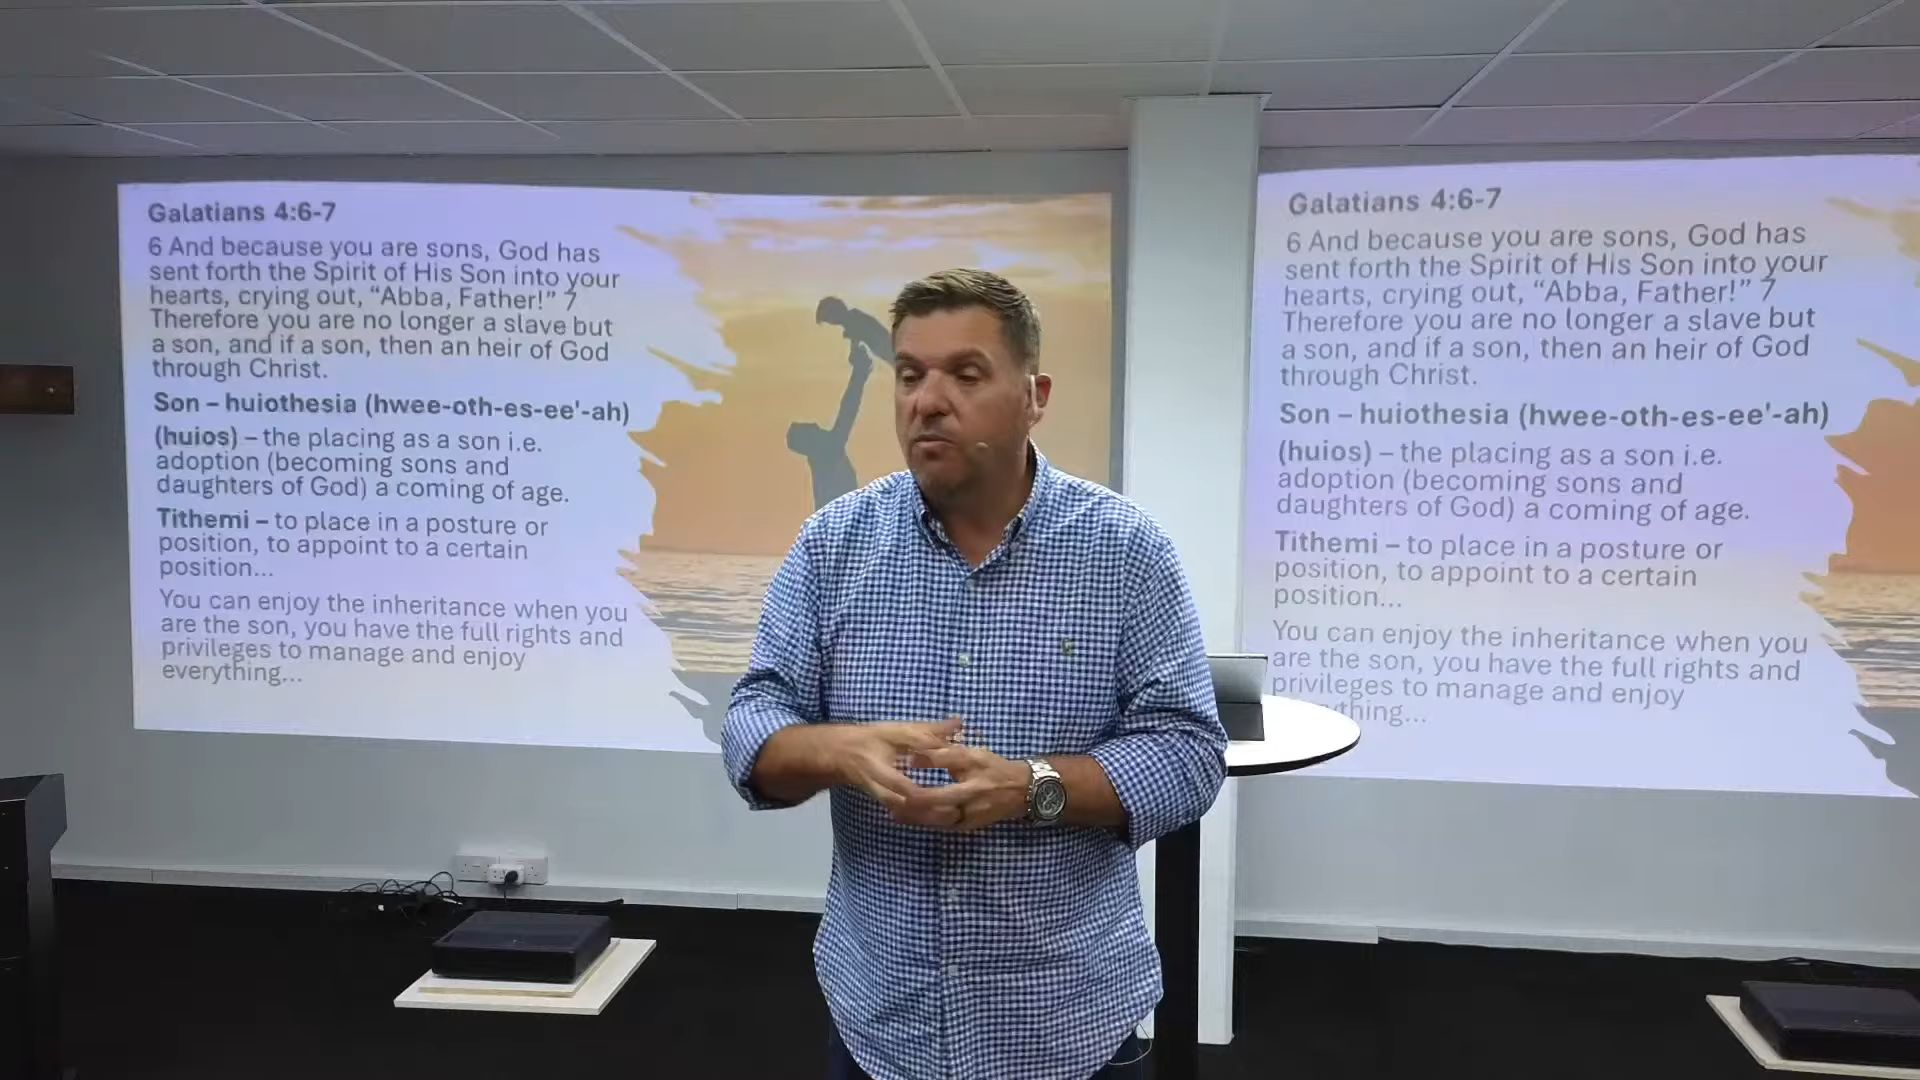 Galatians 4:6-7
6 And because you are sons, God has
sent forth the Spirit of His Son into your
hearts, crying out, “Abba, Father!” 7
Therefore you are no longer a slave but
a son, and if a son, then an heir of God
through Christ.
Son – huiothesia (hwee-oth-es-ee'-ah)
(huios) – the placing as a son i.e.
adoption (becoming sons and
daughters of God) a coming of age.
Tithemi – to place in a posture or
position, to appoint to a certain
position...
You can enjoy the inheritance when you
are the son, you have the full rights and
privileges to manage and enjoy
everything...
Galatians 4:6-7
6 And because you are sons, God has
sent forth the Spirit of His Son into your
hearts, crying out, “Abba, Father!” 7
Therefore you are no longer a slave but
a son, and if a son, then an heir of God
through Christ.
Son – huiothesia (hwee-oth-es-ee'-ah)
(huios) – the placing as a son i.e.
adoption (becoming sons and
daughters of God) a coming of age.
Tithemi – to place in a posture or
position, to appoint to a certain
position...
You can enjoy the inheritance when you
are the son, you have the full rights and
privileges to manage and enjoy